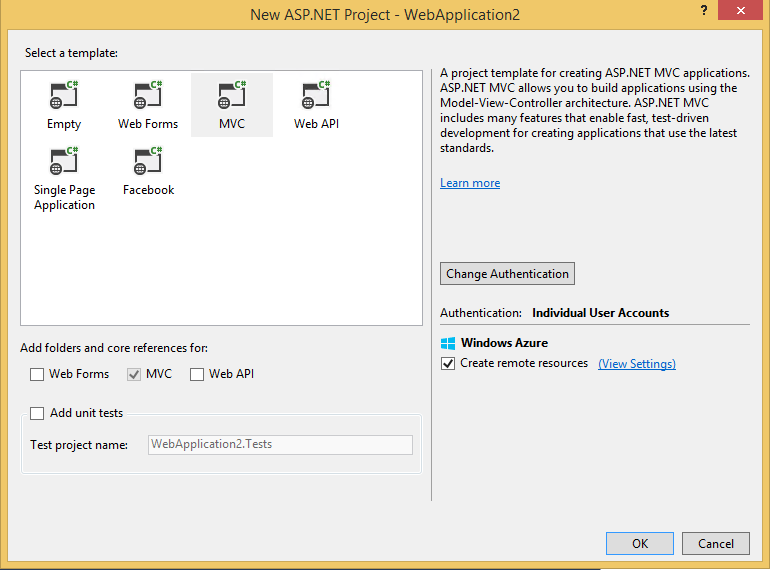 New ASP.NET Project - WebApplication2
?
Select a template:
C# C# C# C#
Empty Web Forms MVC Web API
C# C#
Single Page Application Facebook
A project template for creating ASP.NET MVC applications.
ASP.NET MVC allows you to build applications using the
Model-View-Controller architecture. ASP.NET MVC
includes many features that enable fast, test-driven
development for creating applications that use the latest
standards.
Learn more
Change Authentication
Authentication: Individual User Accounts
Windows Azure
Create remote resources (View Settings)
Add folders and core references for:
Web Forms MVC Web API
Add unit tests
Test project name: WebApplication2.Tests
OK Cancel